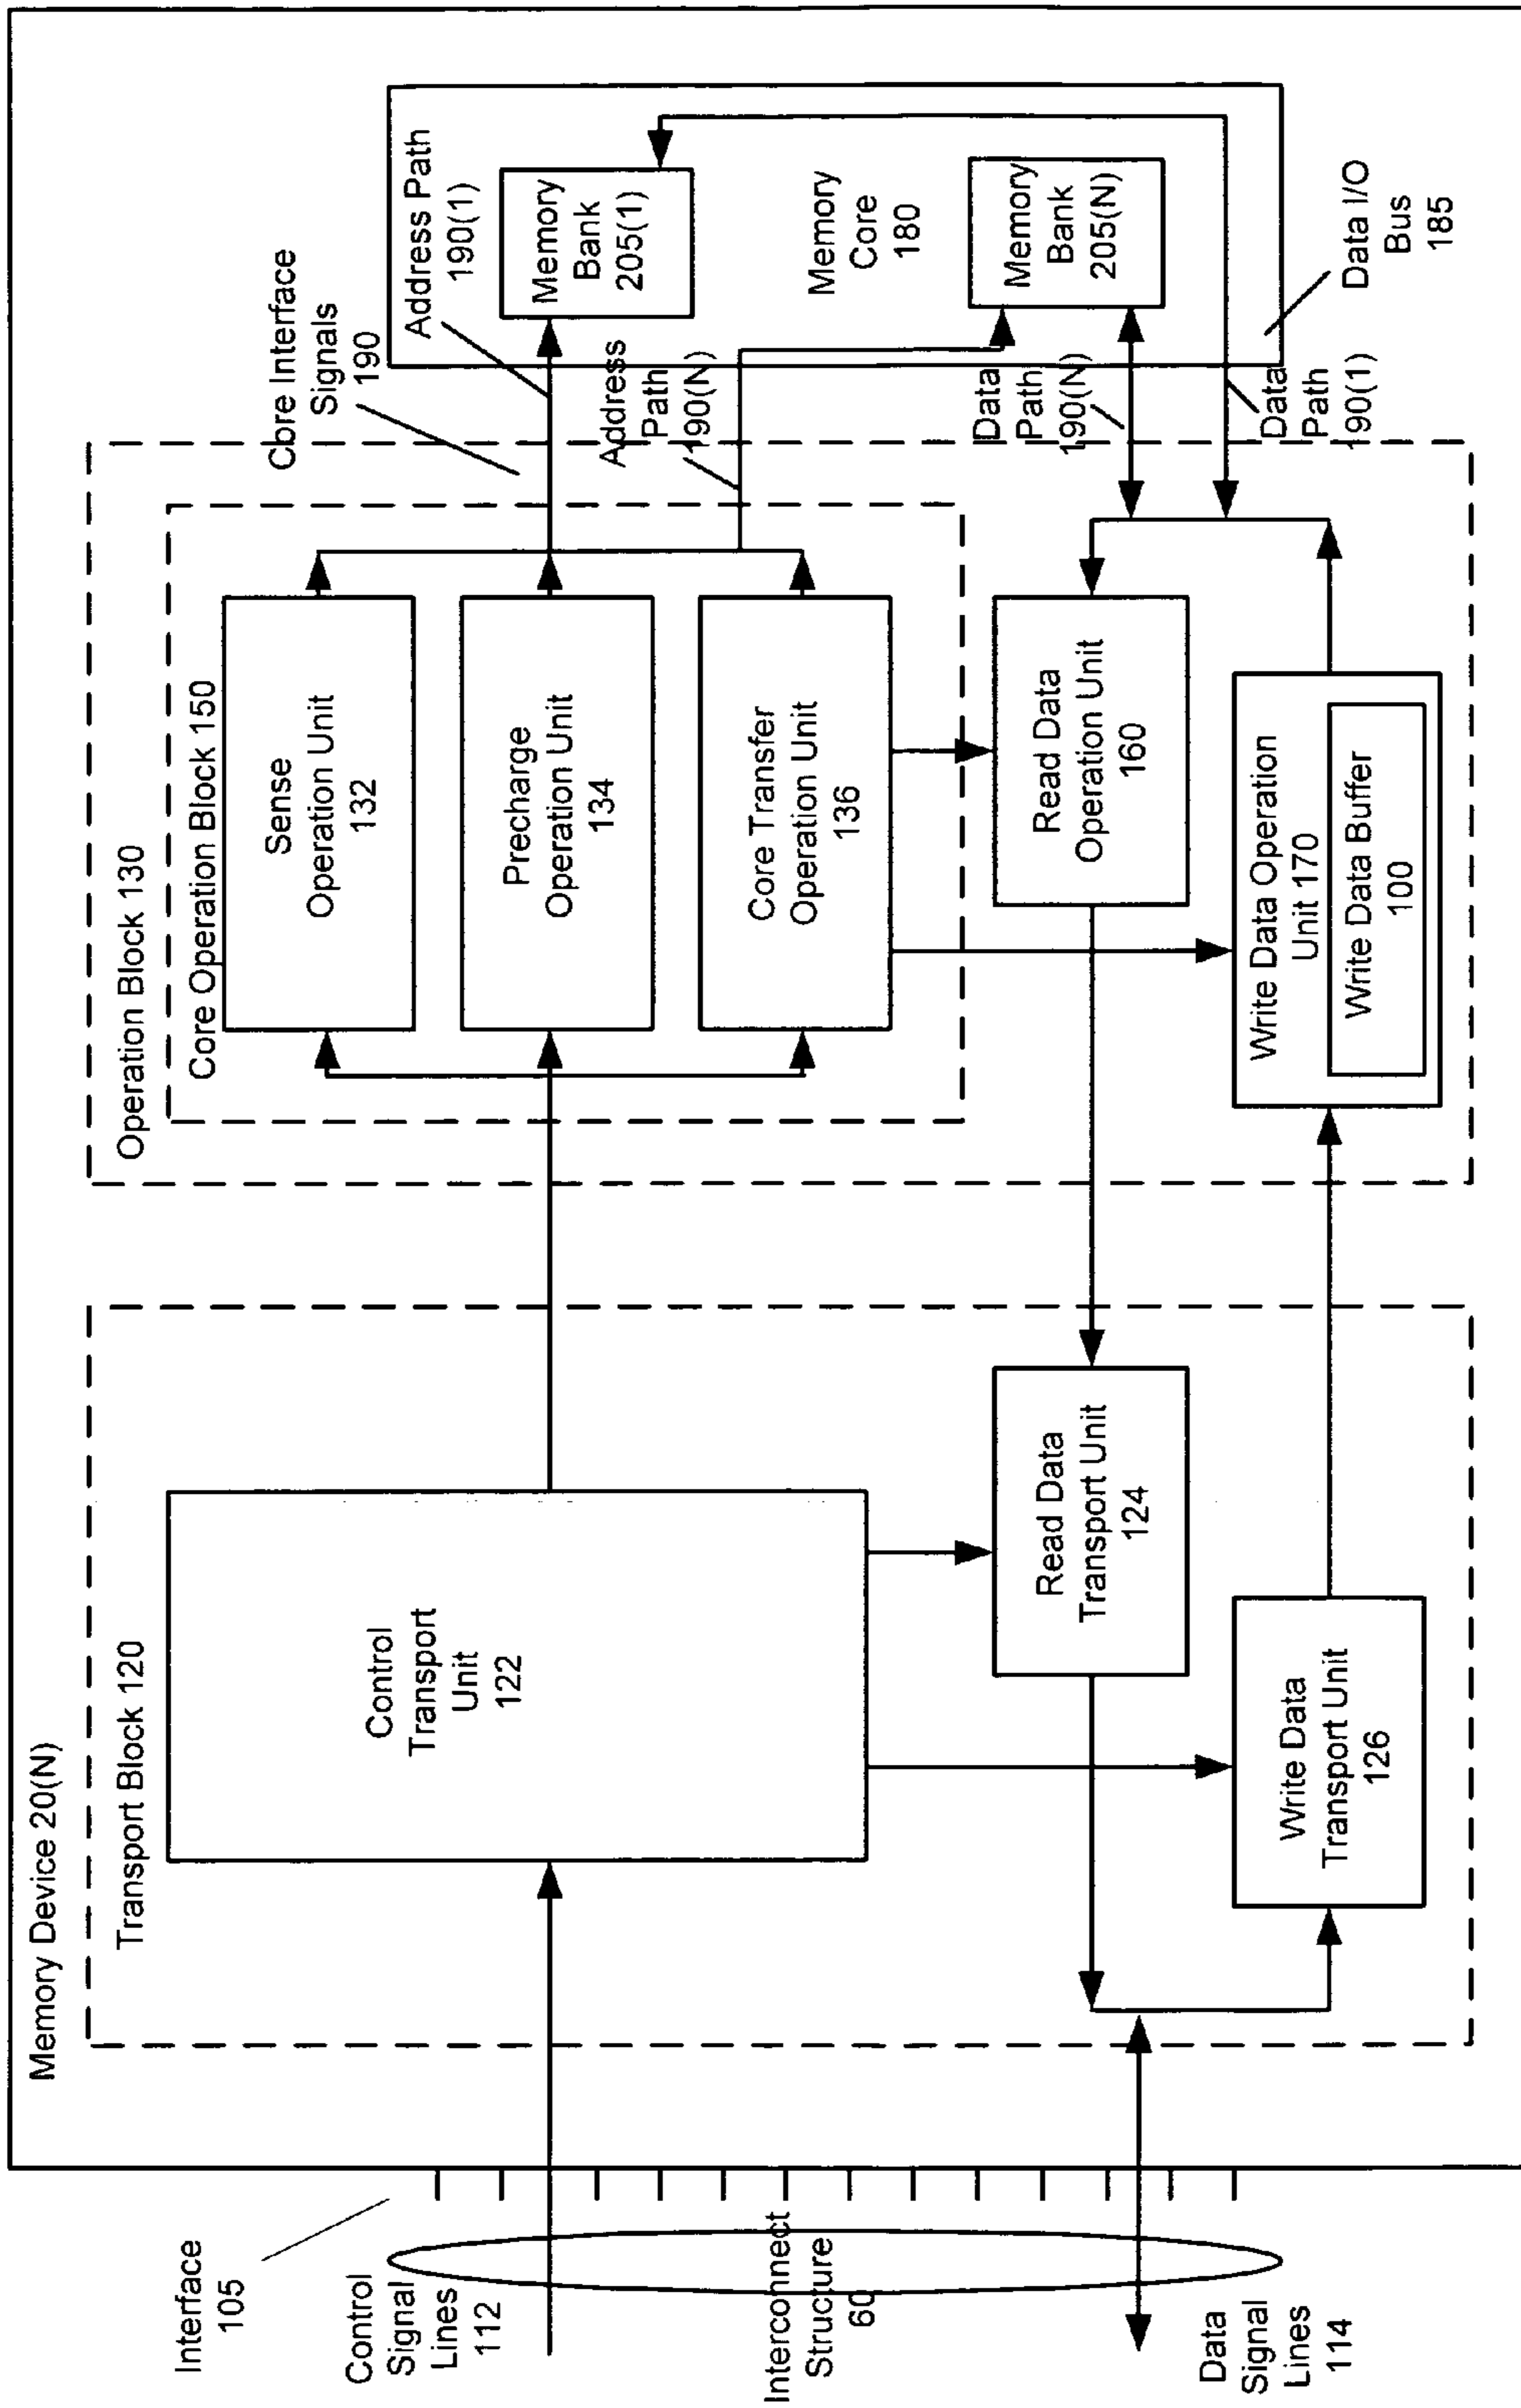 Memory Device 20(N)
Transport Block 120
Operation Block 130
Core Operation Block 150
Interface
105
Control
Signal
Lines
112
Interconnect
Structure
60
Data
Signal
Lines
114
Control
Transport
Unit
122
Read Data
Transport Unit
124
Write Data
Transport Unit
126
Sense
Operation Unit
132
Precharge
Operation Unit
134
Core Transfer
Operation Unit
136
Read Data
Operation Unit
160
Write Data Operation
Unit 170
Write Data Buffer
100
Core Interface
Signals
190
Address Path
190(1)
Address
Path
190(N)
Data
Path
190(N)
Data
Path
190(1)
Memory
Bank
205(1)
Memory
Core
180
Memory
Bank
205(N)
Data I/O
Bus
185